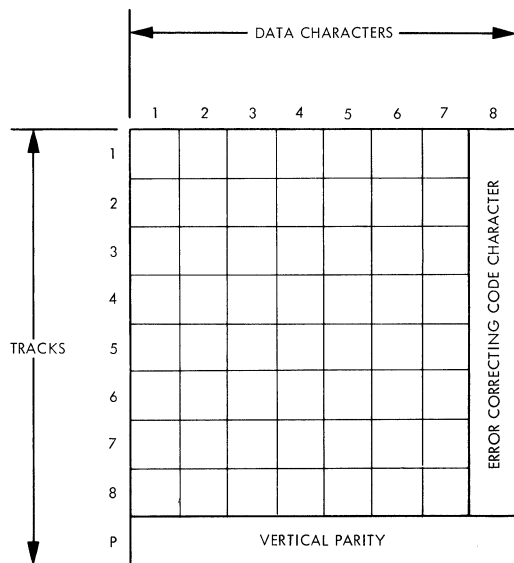 DATA CHARACTERS
1 2 3 4 5 6 7 8
1
2
3
4
TRACKS 5
6
7
8
ERROR CORRECTING CODE CHARACTER
P VERTICAL PARITY